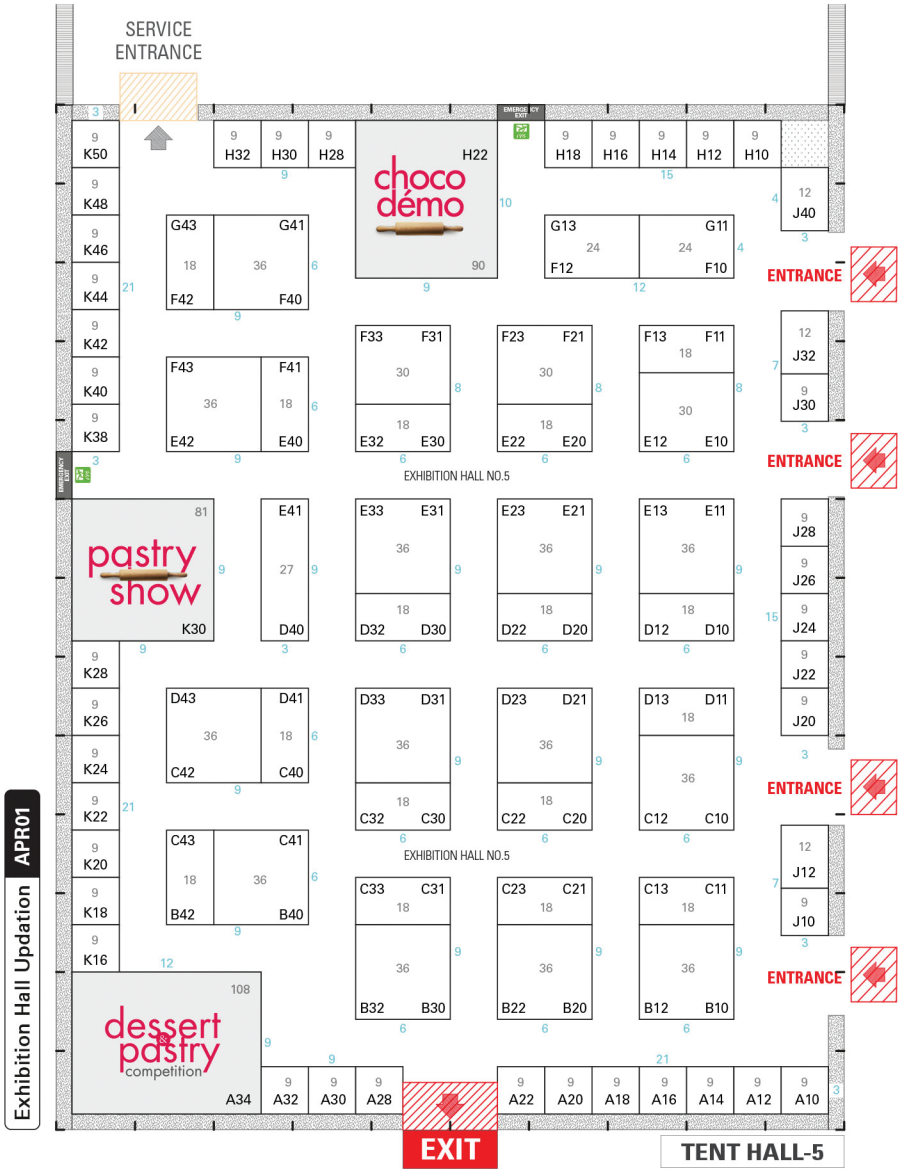 SERVICE
ENTRANCE
3
EMERGENCY
EXIT
9 9 9 9 9 9 9 9 9
K50 H32 H30 H28 H22 H18 H16 H14 H12 H10
choco
démo
9 15
9 12
K48 10 4 J40
9 G43 G41 G13 G11 3
K46 24 24 4
18 36 6 90 F12 F10 ENTRANCE
9
K44 21 F42 F40 9 12
9
9 F33 F31 F23 F21 F13 F11 12
K42 18 J32
9 F43 F41 30 8 30 8 8 7
K40 36 18 6 30 9
9 18 18 J30
K38 E42 E40 E32 E30 E22 E20 E12 E10 3
3 9 6 6 6 ENTRANCE
EMERGENCY
EXIT
EXHIBITION HALL NO.5
81 E41 E33 E31 E23 E21 E13 E11 9
J28
pastry
show
36 36 36 9
9 27 9 9 9 9 J26
18 18 18 15 9
K30 D40 D32 D30 D22 D20 D12 D10 J24
9 3 6 6 6
9 9
K28 J22
9 D43 D41 D33 D31 D23 D21 D13 D11 9
K26 18 J20
9 36 18 6 36 9 36 9 9 3
K24 C42 C40 36 ENTRANCE
9 9 18 18
K22 21 C32 C30 C22 C20 C12 C10
9 C43 C41 6 6 6 12
K20 EXHIBITION HALL NO.5 J12
9 18 36 6 C33 C31 C23 C21 C13 C11 7
K18 B42 B40 18 18 18 9
9 9 J10
K16 3
12 36 9 36 9 36 9 ENTRANCE
108 B32 B30 B22 B20 B12 B10
6 6 6
dessert
&
pastry
competition
9
9 21
A34
9 9 9 9 9 9 9 9 9 9 3
A32 A30 A28 A22 A20 A18 A16 A14 A12 A10
EXIT
TENT HALL-5
Exhibition Hall Updation APR01